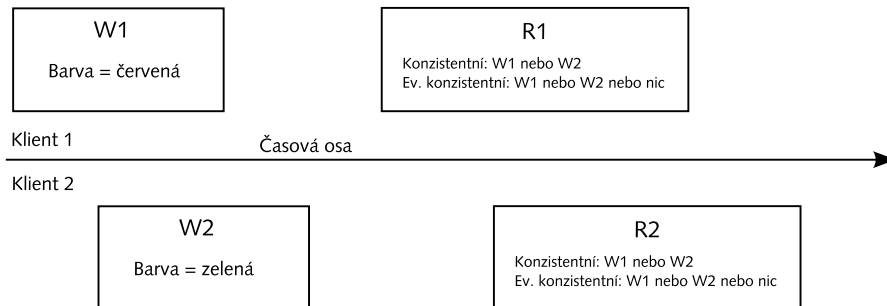 W1
Barva = červená
R1
Konzistentní: W1 nebo W2
Ev. konzistentní: W1 nebo W2 nebo nic
Klient 1
Časová osa
Klient 2
W2
Barva = zelená
R2
Konzistentní: W1 nebo W2
Ev. konzistentní: W1 nebo W2 nebo nic